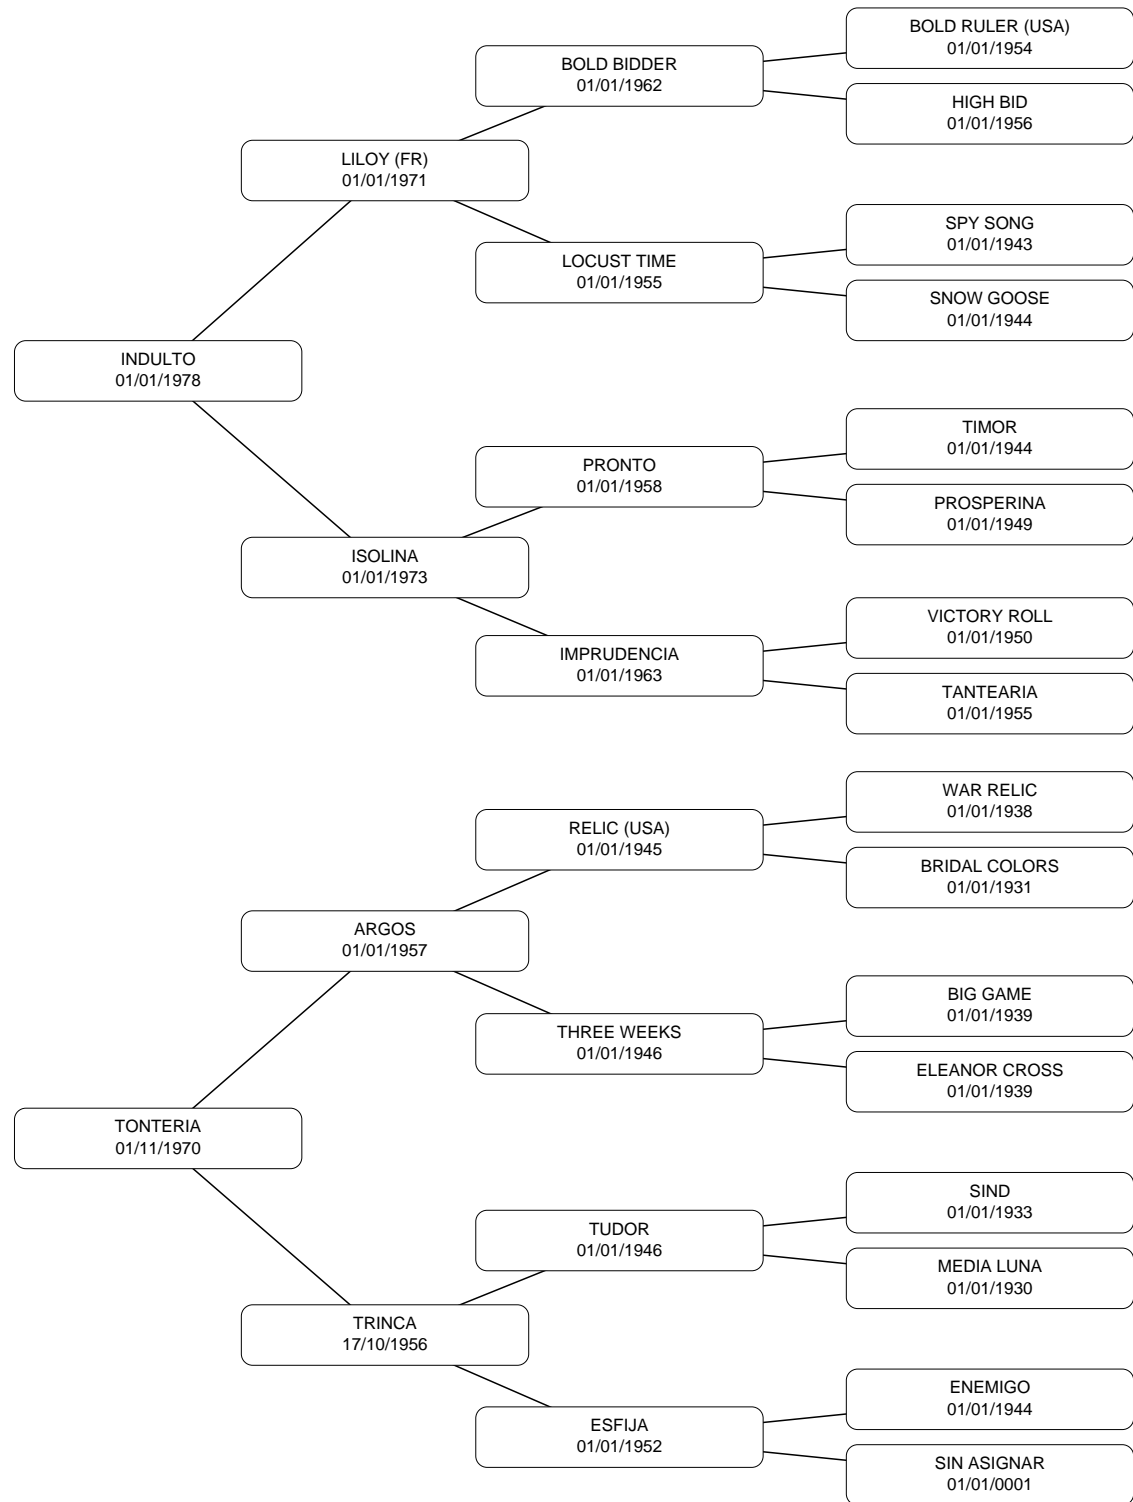 BOLD RULER (USA)
01/01/1954
BOLD BIDDER
01/01/1962
HIGH BID
01/01/1956
LILOY (FR)
01/01/1971
SPY SONG
01/01/1943
LOCUST TIME
01/01/1955
SNOW GOOSE
01/01/1944
INDULTO
01/01/1978
TIMOR
01/01/1944
PRONTO
01/01/1958
PROSPERINA
01/01/1949
ISOLINA
01/01/1973
VICTORY ROLL
01/01/1950
IMPRUDENCIA
01/01/1963
TANTEARIA
01/01/1955
WAR RELIC
01/01/1938
RELIC (USA)
01/01/1945
BRIDAL COLORS
01/01/1931
ARGOS
01/01/1957
BIG GAME
01/01/1939
THREE WEEKS
01/01/1946
ELEANOR CROSS
01/01/1939
TONTERIA
01/11/1970
SIND
01/01/1933
TUDOR
01/01/1946
MEDIA LUNA
01/01/1930
TRINCA
17/10/1956
ENEMIGO
01/01/1944
ESFIJA
01/01/1952
SIN ASIGNAR
01/01/0001